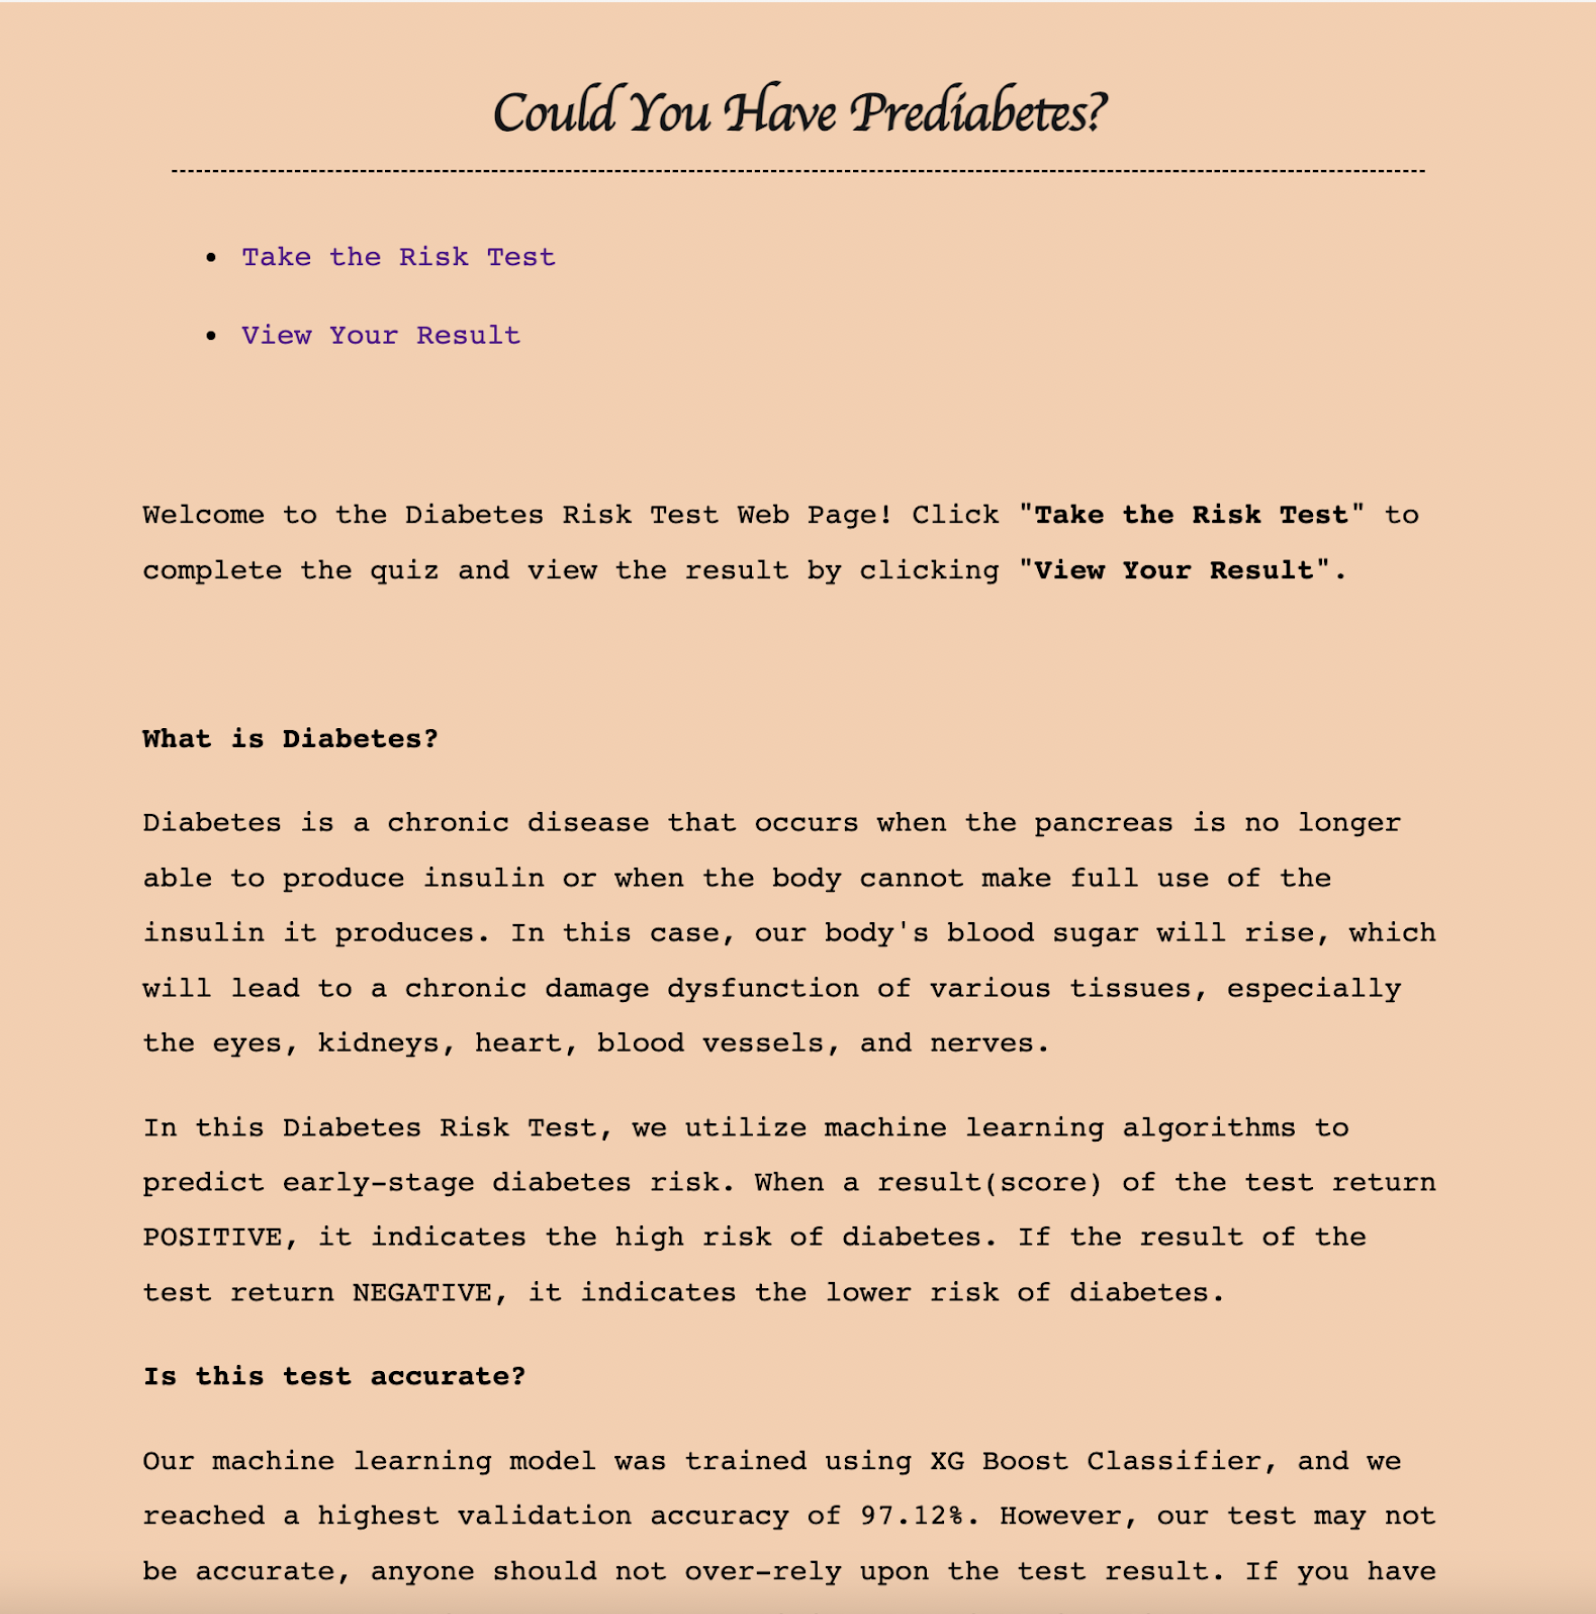 Could You Have Prediabetes?
Take the Risk Test
View Your Result
Welcome to the Diabetes Risk Test Web Page! Click "Take the Risk Test" to
complete the quiz and view the result by clicking "View Your Result".
What is Diabetes?
Diabetes is a chronic disease that occurs when the pancreas is no longer
able to produce insulin or when the body cannot make full use of the
insulin it produces. In this case, our body's blood sugar will rise, which
will lead to a chronic damage dysfunction of various tissues, especially
the eyes, kidneys, heart, blood vessels, and nerves.
In this Diabetes Risk Test, we utilize machine learning algorithms to
predict early-stage diabetes risk. When a result(score) of the test return
POSITIVE, it indicates the high risk of diabetes. If the result of the
test return NEGATIVE, it indicates the lower risk of diabetes.
Is this test accurate?
Our machine learning model was trained using XG Boost Classifier, and we
reached a highest validation accuracy of 97.12%. However, our test may not
be accurate, anyone should not over-rely upon the test result. If you have